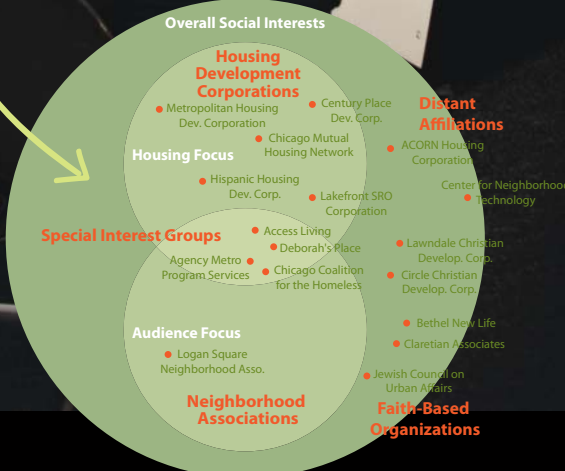 Overall Social Interests
Housing
Development
Corporations
Metropolitan Housing
Dev. Corporation
Century Place
Dev. Corp.
Distant
Affiliations
Chicago Mutual
Housing Network
ACORN Housing
Corporation
Housing Focus
Hispanic Housing
Dev. Corp.
Center for Neighborhood
Technology
Lakefront SRO
Corporation
Special Interest Groups
Access Living
Deborah's Place
Lawndale Christian
Develop. Corp.
Agency Metro
Program Services
Chicago Coalition
for the Homeless
Circle Christian
Develop. Corp.
Bethel New Life
Audience Focus
Claretian Associates
Logan Square
Neighborhood Asso.
Jewish Council on
Urban Affairs
Neighborhood
Associations
Faith-Based
Organizations